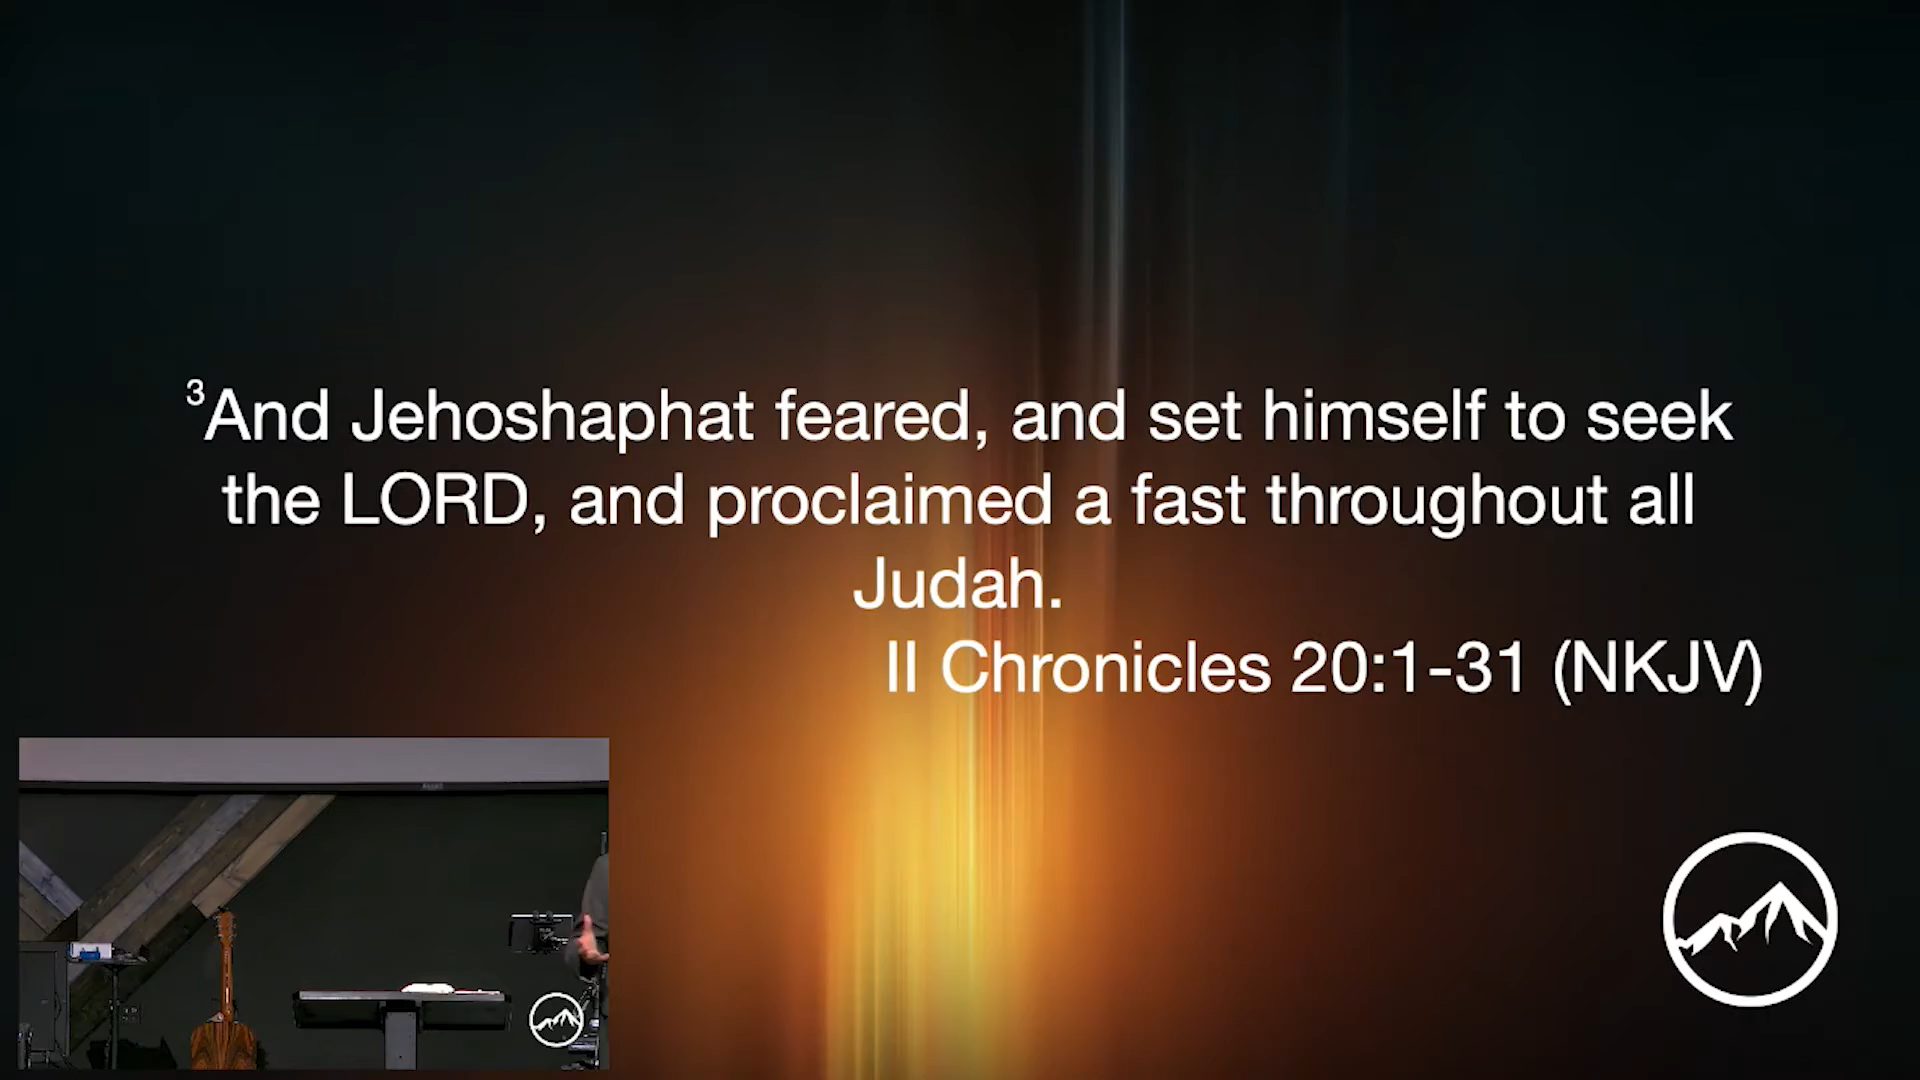 ³And Jehoshaphat feared, and set himself to seek
the LORD, and proclaimed a fast throughout all
Judah.
II Chronicles 20:1-31 (NKJV)